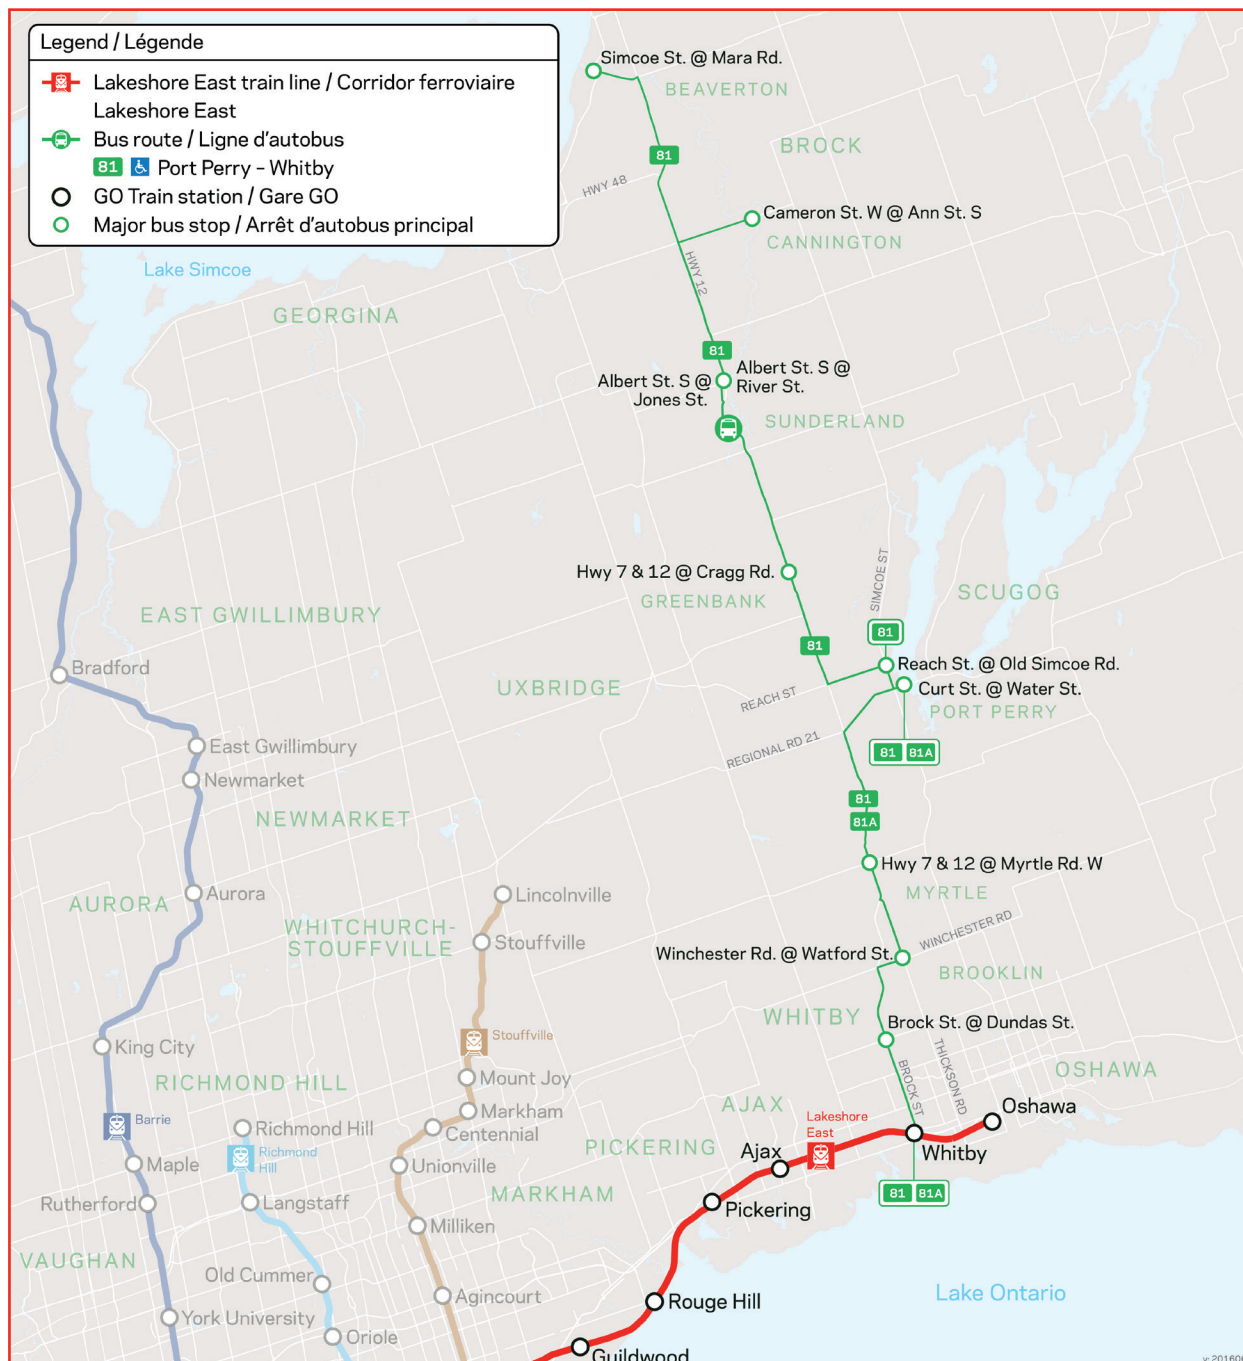 Legend / Légende
Lakeshore East train line / Corridor ferroviaire
Lakeshore East
Bus route / Ligne d'autobus
81 Port Perry - Whitby
GO Train station / Gare GO
Major bus stop / Arrêt d'autobus principal
Simcoe St. @ Mara Rd.
BEAVERTON
BROCK
81
HWY 48
Cameron St. W @ Ann St. S
CANNINGTON
HWY 12
Lake Simcoe
GEORGINA
81
Albert St. S @
River St.
Albert St. S @
Jones St.
SUNDERLAND
Hwy 7 & 12 @ Cragg Rd.
GREENBANK
SIMCOE ST
SCUGOG
EAST GWILLIMBURY
81
81
Bradford
Reach St. @ Old Simcoe Rd.
UXBRIDGE
REACH ST
Curt St. @ Water St.
PORT PERRY
REGIONAL RD 21
81 81A
East Gwillimbury
Newmarket
NEWMARKET
81
81A
Hwy 7 & 12 @ Myrtle Rd. W
MYRTLE
Aurora
AURORA
Lincolnville
WHITCHURCH-
STOUFFVILLE
Stouffville
WINCHESTER RD
Winchester Rd. @ Watford St.
BROOKLIN
WHITBY
Brock St. @ Dundas St.
Stouffville
King City
THICKSON RD
BROCK ST
OSHAWA
RICHMOND HILL
Mount Joy
Markham
Centennial
AJAX
Lakeshore
East
Oshawa
Barrie
Richmond Hill
Richmond
Hill
PICKERING
Ajax
Whitby
Maple
Unionville
MARKHAM
81 81A
Rutherford
Langstaff
Pickering
Milliken
VAUGHAN
Old Cummer
Agincourt
Rouge Hill
Lake Ontario
York University
Oriole
Guildwood